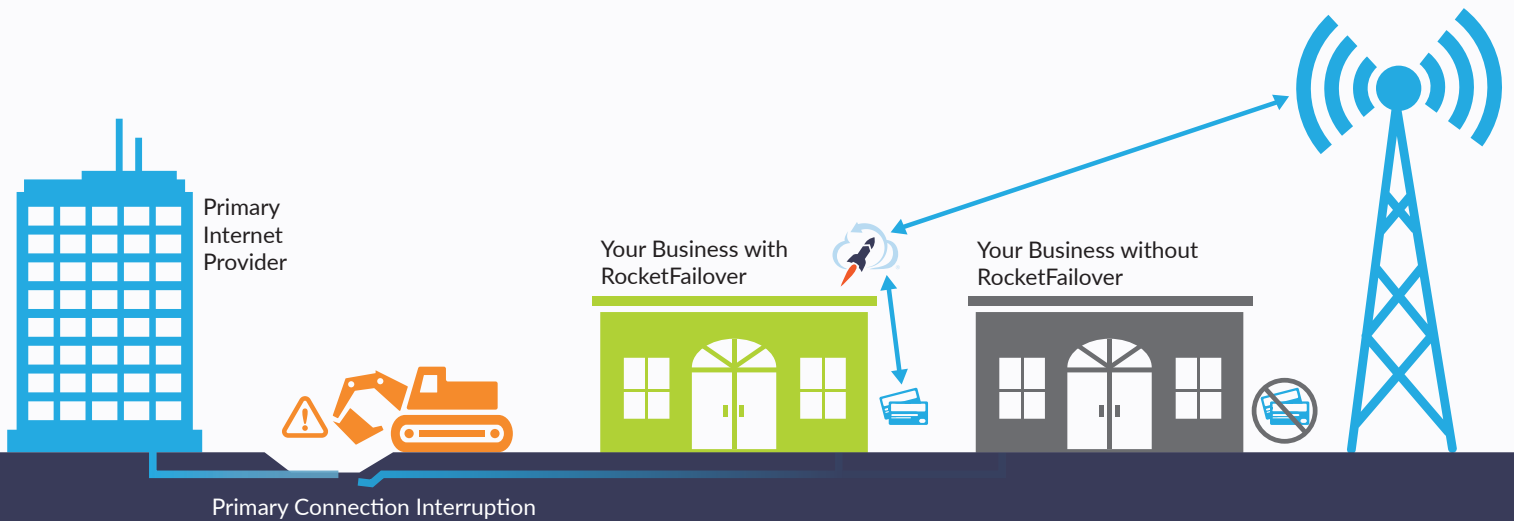 Primary
Internet
Provider
Your Business with
RocketFailover
Your Business without
RocketFailover
Primary Connection Interruption